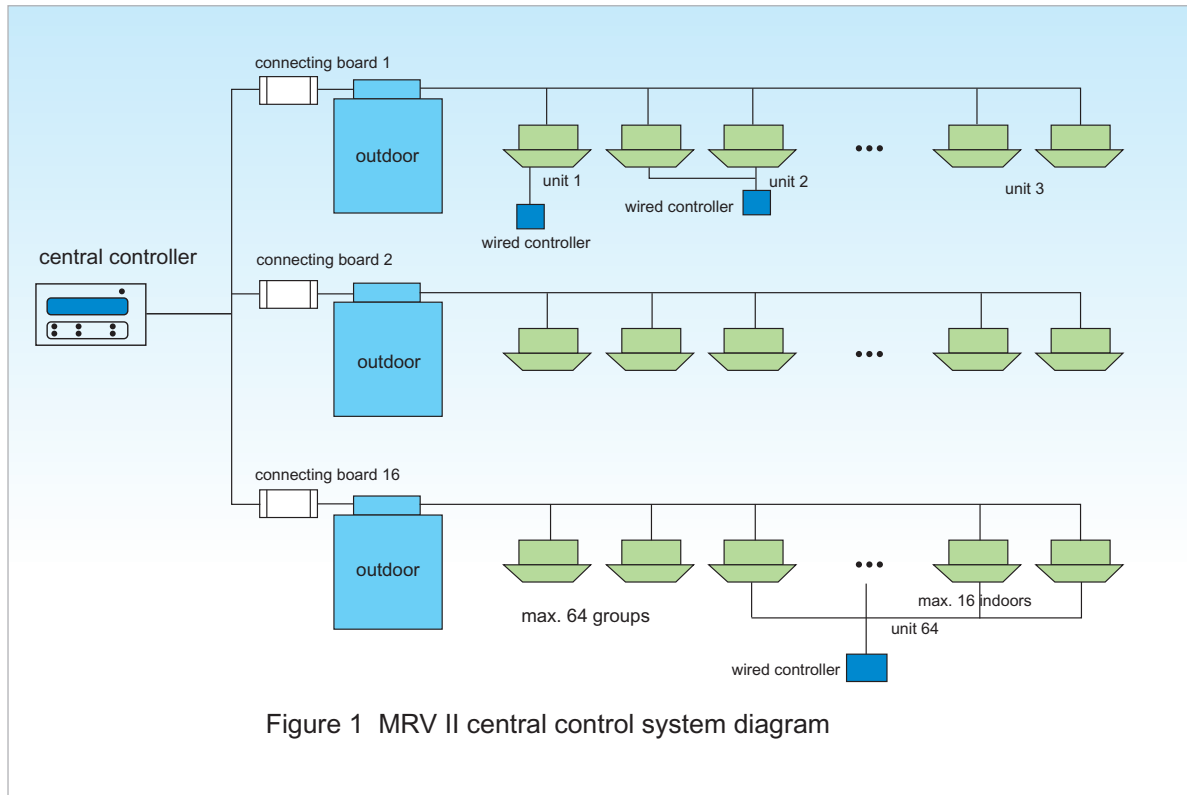 connecting board 1
outdoor
unit 1
unit 2
unit 3
wired controller
wired controller
central controller
connecting board 2
outdoor
connecting board 16
outdoor
max. 64 groups
max. 16 indoors
unit 64
wired controller
Figure 1 MRV II central control system diagram